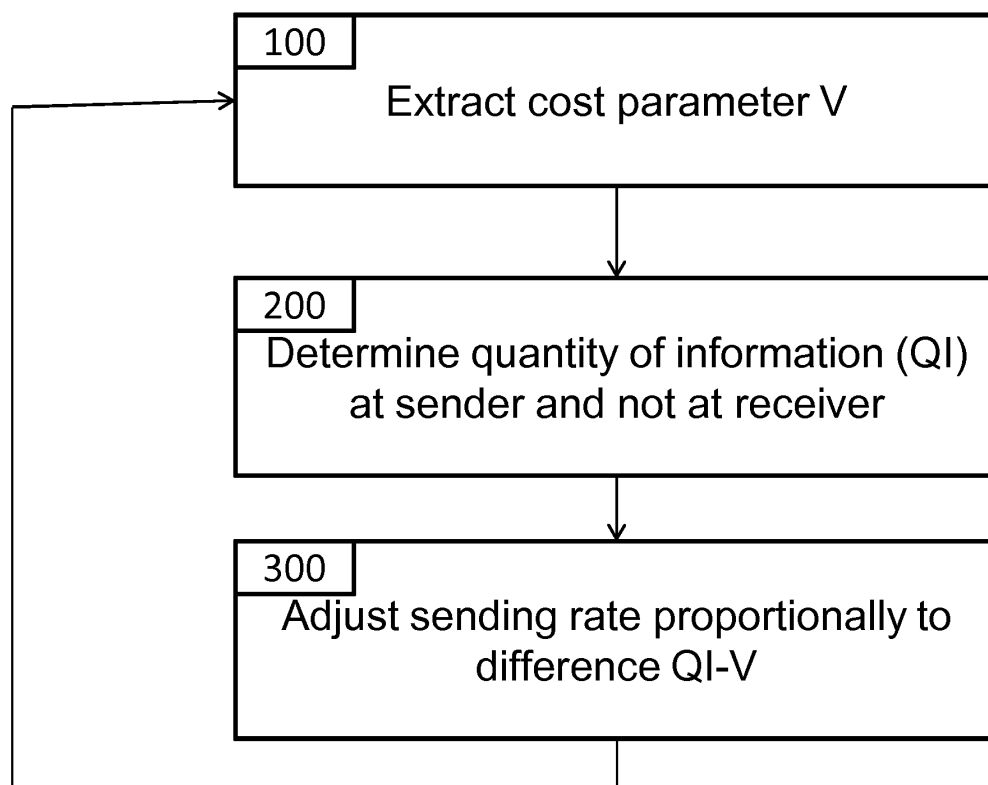 100
Extract cost parameter V
200
Determine quantity of information (QI)
at sender and not at receiver
300
Adjust sending rate proportionally to
difference QI-V